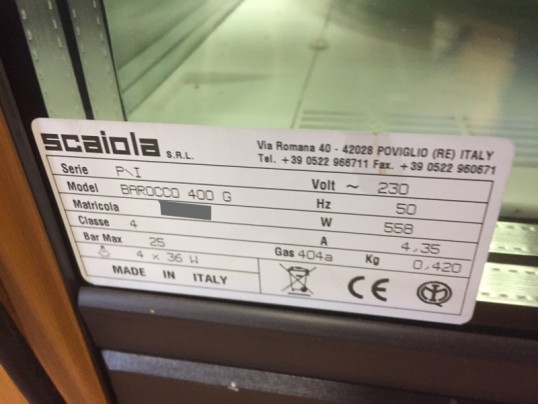 scaiola S.R.L.
Via Romana 40 - 42028 POVIGLIO (RE) ITALY
Tel. +39 0522 966711 Fax. +39 0522 960671
Serie P\I
Volt ~ 230
Model BAROCCO 400 G
Hz 50
Matricola
W 558
Classe 4
A 4,35
Bar Max 25
Gas 404a Kg 0,420
4 x 36 W
MADE IN ITALY
CE